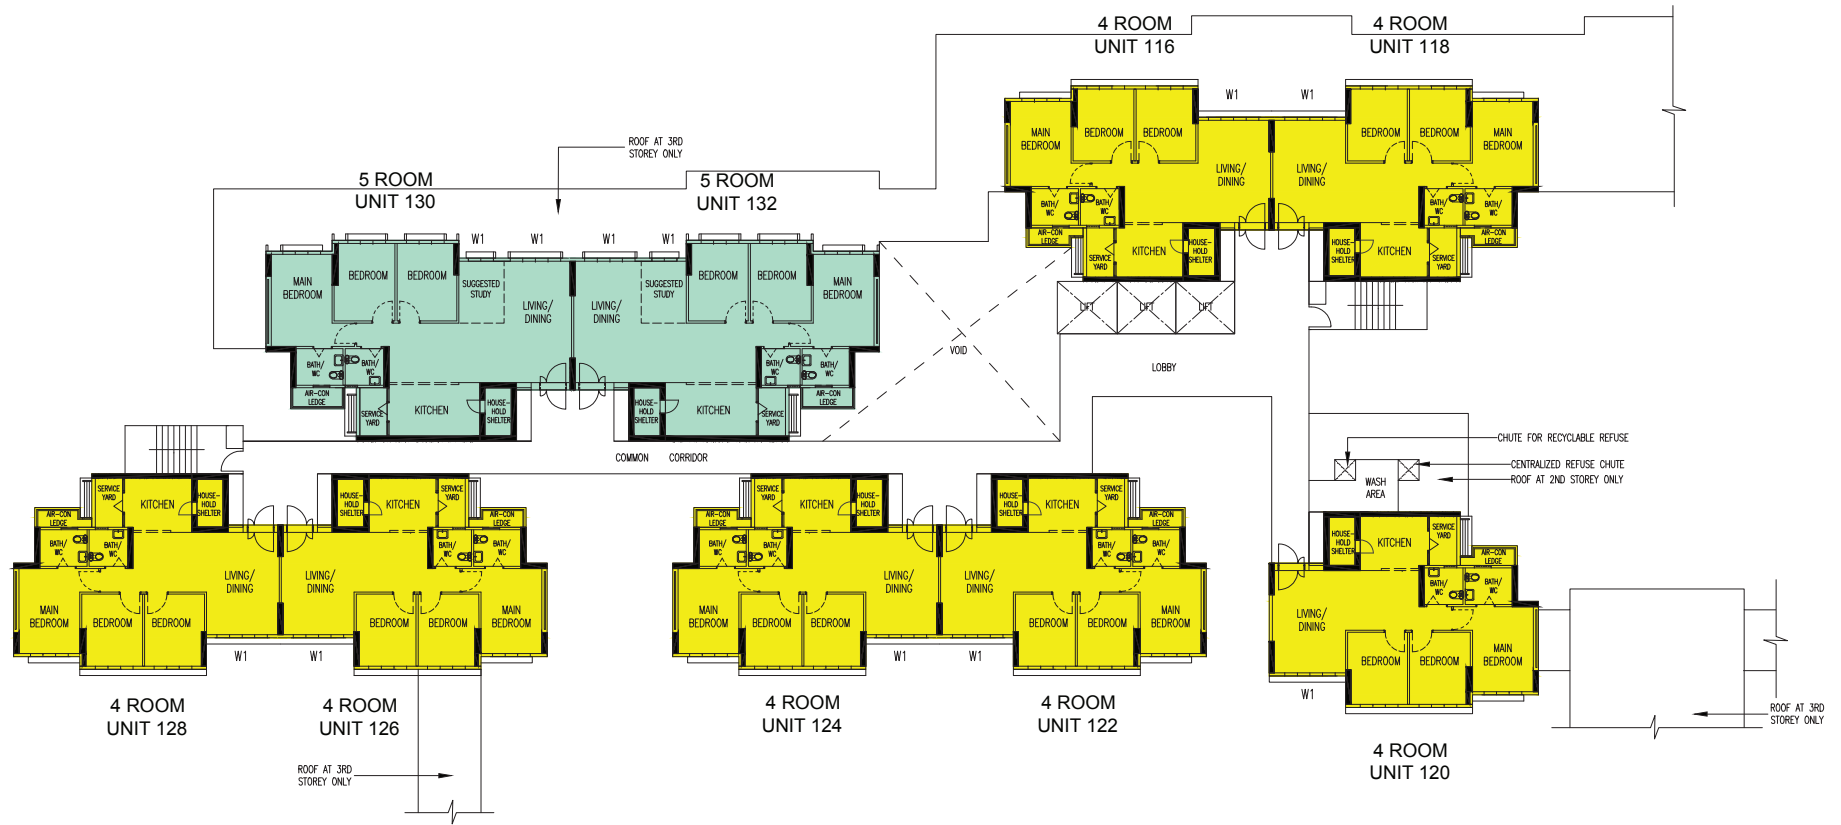 4 ROOM
UNIT 116
4 ROOM
UNIT 118
W1
W1
MAIN
BEDROOM
BEDROOM
BEDROOM
LIVING/
DINING
LIVING/
DINING
BEDROOM
BEDROOM
MAIN
BEDROOM
BATH/
WC
BATH/
WC
BATH/
WC
BATH/
WC
AIR-CON
LEDGE
SERVICE
YARD
KITCHEN
HOUSE-
HOLD
SHELTER
HOUSE-
HOLD
SHELTER
KITCHEN
SERVICE
YARD
AIR-CON
LEDGE
LIFT
LIFT
LIFT
LOBBY
VOID
ROOF AT 3RD
STOREY ONLY
5 ROOM
UNIT 130
5 ROOM
UNIT 132
W1
W1
W1
W1
MAIN
BEDROOM
BEDROOM
BEDROOM
SUGGESTED
STUDY
LIVING/
DINING
LIVING/
DINING
SUGGESTED
STUDY
BEDROOM
BEDROOM
MAIN
BEDROOM
BATH/
WC
BATH/
WC
BATH/
WC
BATH/
WC
AIR-CON
LEDGE
SERVICE
YARD
KITCHEN
HOUSE-
HOLD
SHELTER
HOUSE-
HOLD
SHELTER
KITCHEN
SERVICE
YARD
AIR-CON
LEDGE
COMMON CORRIDOR
CHUTE FOR RECYCLABLE REFUSE
CENTRALIZED REFUSE CHUTE
ROOF AT 2ND STOREY ONLY
WASH
AREA
AIR-CON
LEDGE
SERVICE
YARD
KITCHEN
HOUSE-
HOLD
SHELTER
HOUSE-
HOLD
SHELTER
KITCHEN
SERVICE
YARD
AIR-CON
LEDGE
BATH/
WC
BATH/
WC
BATH/
WC
BATH/
WC
MAIN
BEDROOM
BEDROOM
BEDROOM
LIVING/
DINING
LIVING/
DINING
BEDROOM
BEDROOM
MAIN
BEDROOM
W1
W1
4 ROOM
UNIT 128
4 ROOM
UNIT 126
ROOF AT 3RD
STOREY ONLY
AIR-CON
LEDGE
SERVICE
YARD
KITCHEN
HOUSE-
HOLD
SHELTER
HOUSE-
HOLD
SHELTER
KITCHEN
SERVICE
YARD
AIR-CON
LEDGE
BATH/
WC
BATH/
WC
BATH/
WC
BATH/
WC
MAIN
BEDROOM
BEDROOM
BEDROOM
LIVING/
DINING
LIVING/
DINING
BEDROOM
BEDROOM
MAIN
BEDROOM
W1
W1
4 ROOM
UNIT 124
4 ROOM
UNIT 122
HOUSE-
HOLD
SHELTER
KITCHEN
SERVICE
YARD
AIR-CON
LEDGE
BATH/
WC
BATH/
WC
LIVING/
DINING
BEDROOM
BEDROOM
MAIN
BEDROOM
W1
4 ROOM
UNIT 120
ROOF AT 3RD
STOREY ONLY